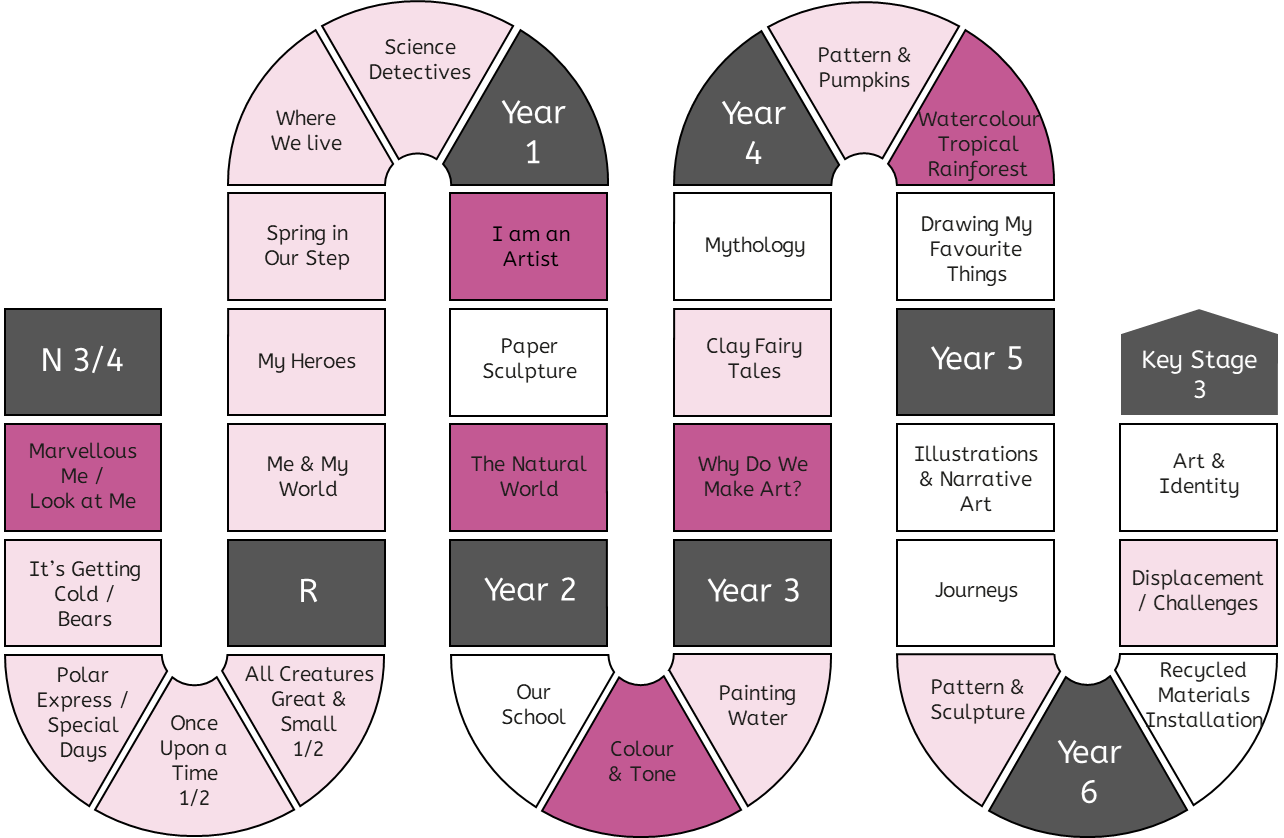 N 3/4
Marvellous
Me /
Look at Me
It’s Getting
Cold /
Bears
Polar
Express /
Special
Days
Once
Upon a
Time
1/2
All Creatures
Great &
Small
1/2
R
Me & My
World
My Heroes
Spring in
Our Step
Where
We live
Science
Detectives
Year
1
I am an
Artist
Paper
Sculpture
The Natural
World
Year 2
Our
School
Colour
& Tone
Painting
Water
Year 3
Why Do We
Make Art?
Clay Fairy
Tales
Mythology
Year
4
Pattern &
Pumpkins
Watercolour
Tropical
Rainforest
Drawing My
Favourite
Things
Year 5
Illustrations
& Narrative
Art
Journeys
Pattern &
Sculpture
Year
6
Recycled
Materials
Installation
Displacement
/ Challenges
Art &
Identity
Key Stage
3